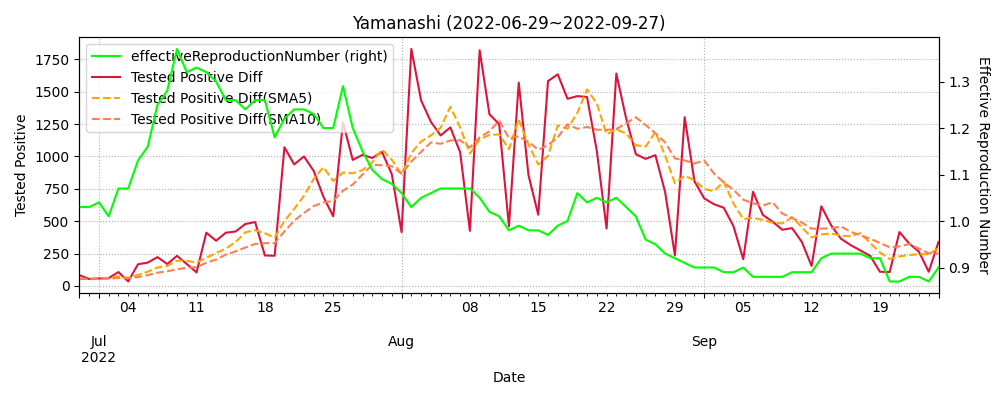 Yamanashi (2022-06-29~2022-09-27)
effectiveReproductionNumber (right)
Tested Positive Diff
Tested Positive Diff(SMA5)
Tested Positive Diff(SMA10)
Tested Positive
1750
1500
1250
1000
750
500
250
0
1.3
1.2
1.1
1.0
0.9
Effective Reproduction Number
04 11 18 25 08 15 22 29 05 12 19
Jul Aug Sep
2022
Date